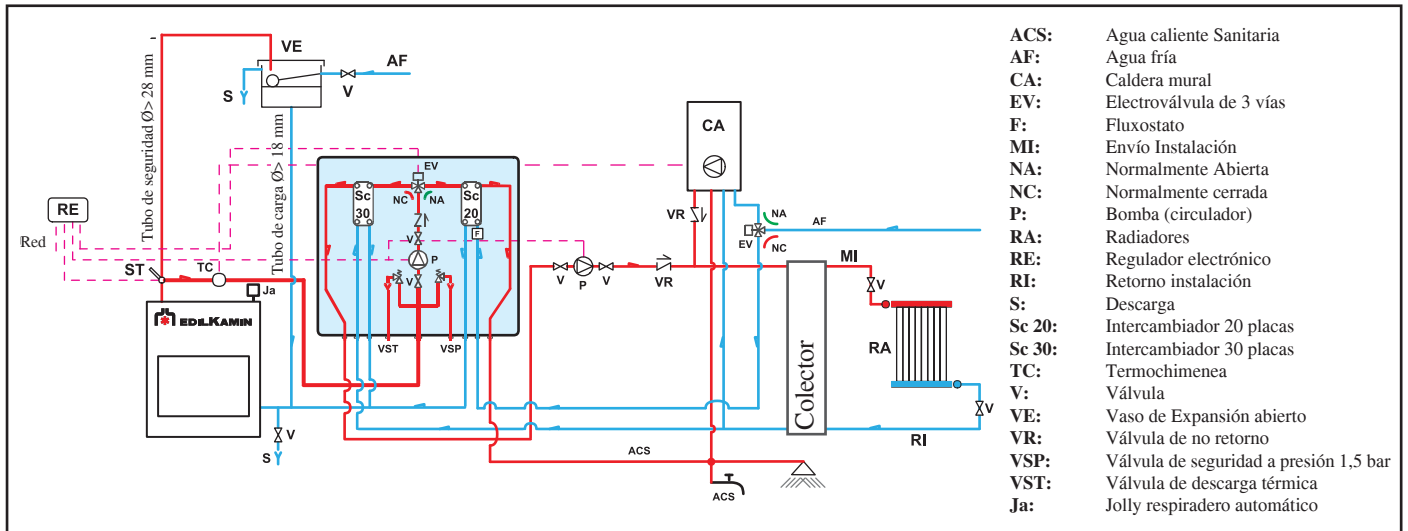 VE
AF
V
S
Tubo de seguridad Ø> 28 mm
Tubo de carga Ø> 18 mm
RE
Red
ST
TC
Ja
EDILKAMIN
V
S
EV
Sc
30
NC
NA
Sc
20
F
V
P
V
VST
VSP
CA
VR
NA
EV
NC
AF
V
P
V
VR
MI
V
RA
Colector
V
RI
ACS
ACS
ACS: Agua caliente Sanitaria
AF: Agua fría
CA: Caldera mural
EV: Electroválvula de 3 vías
F: Fluxostato
MI: Envío Instalación
NA: Normalmente Abierta
NC: Normalmente cerrada
P: Bomba (circulador)
RA: Radiadores
RE: Regulador electrónico
RI: Retorno instalación
S: Descarga
Sc 20: Intercambiador 20 placas
Sc 30: Intercambiador 30 placas
TC: Termochimenea
V: Válvula
VE: Vaso de Expansión abierto
VR: Válvula de no retorno
VSP: Válvula de seguridad a presión 1,5 bar
VST: Válvula de descarga térmica
Ja: Jolly respiradero automático